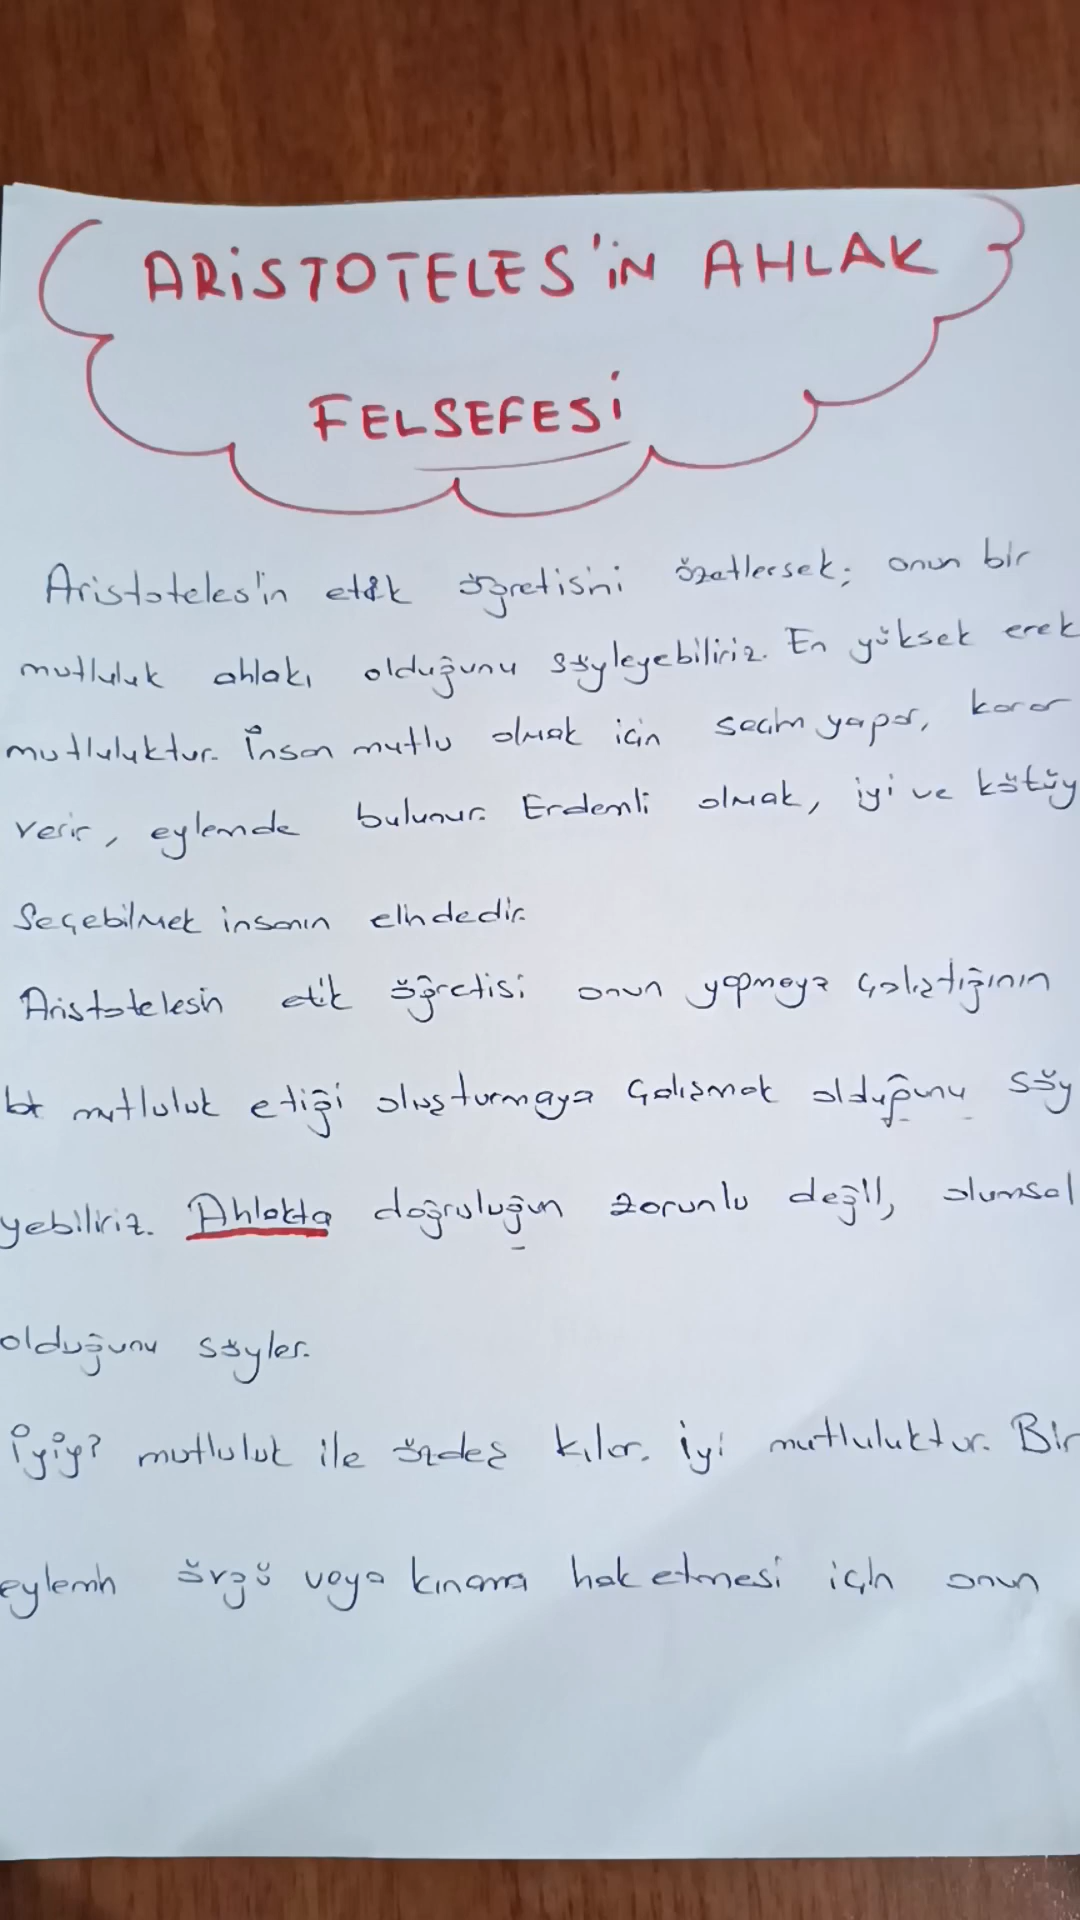 ARİSTOTELES'İN AHLAK
FELSEFESİ
Aristoteles'in etik öğretisini özetlersek; onun bir
mutluluk ahlakı olduğunu söyleyebiliriz. En yüksek erek
mutluluktur. İnsan mutlu olmak için seçim yapar, karar
verir, eylemde bulunur. Erdemli olmak, iyi ve kötüy
seçebilmek insanın elindedir.
Aristotelesin etik öğretisi onun yapmaya çalıştığının
bir mutluluk etiği oluşturmaya çalışmak olduğunu söy
yebiliriz. Ahlakta doğruluğun zorunlu değil, olumsal
olduğunu söyler.
İyiyi mutluluk ile özdeş kılar. İyi mutluluktur. Bir
eylemin övgü veya kınama hak etmesi için onun